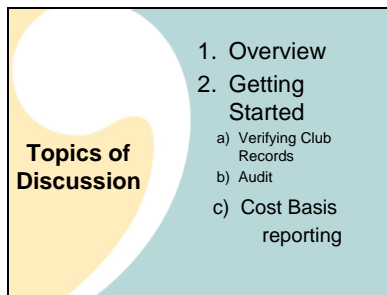 Topics of
Discussion
1. Overview
2. Getting
Started
a) Verifying Club
Records
b) Audit
c) Cost Basis
reporting